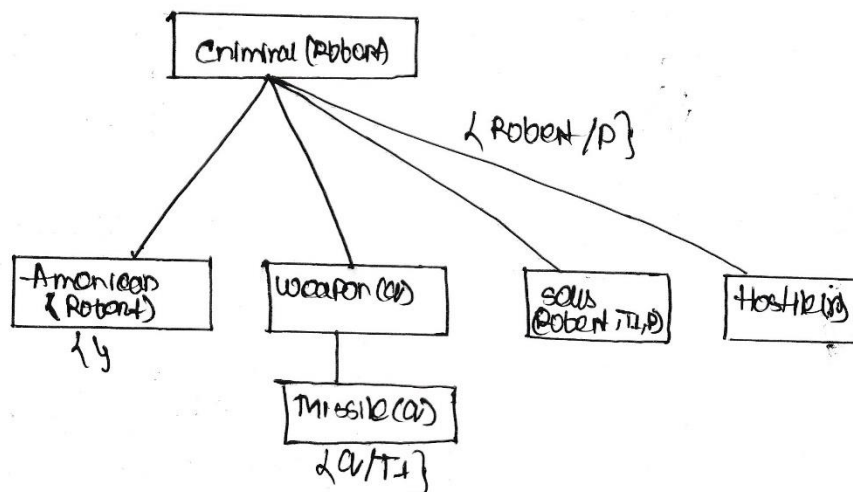 Criminal (Robert)
{Robert/P}
American
(Robert)
{ }
Weapon (q)
Sells
(Robert, T1, P)
Hostile(r)
Missile (q)
{q/T1}